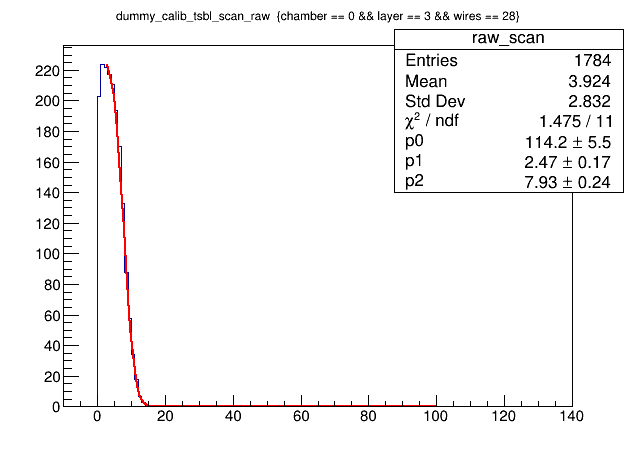 dummy_calib_tsbl_scan_raw {chamber == 0 && layer == 3 && wires == 28}
raw_scan
Entries 1784
Mean 3.924
Std Dev 2.832
χ² / ndf 1.475 / 11
p0 114.2 ± 5.5
p1 2.47 ± 0.17
p2 7.93 ± 0.24
220
200
180
160
140
120
100
80
60
40
20
0
0 20 40 60 80 100 120 140